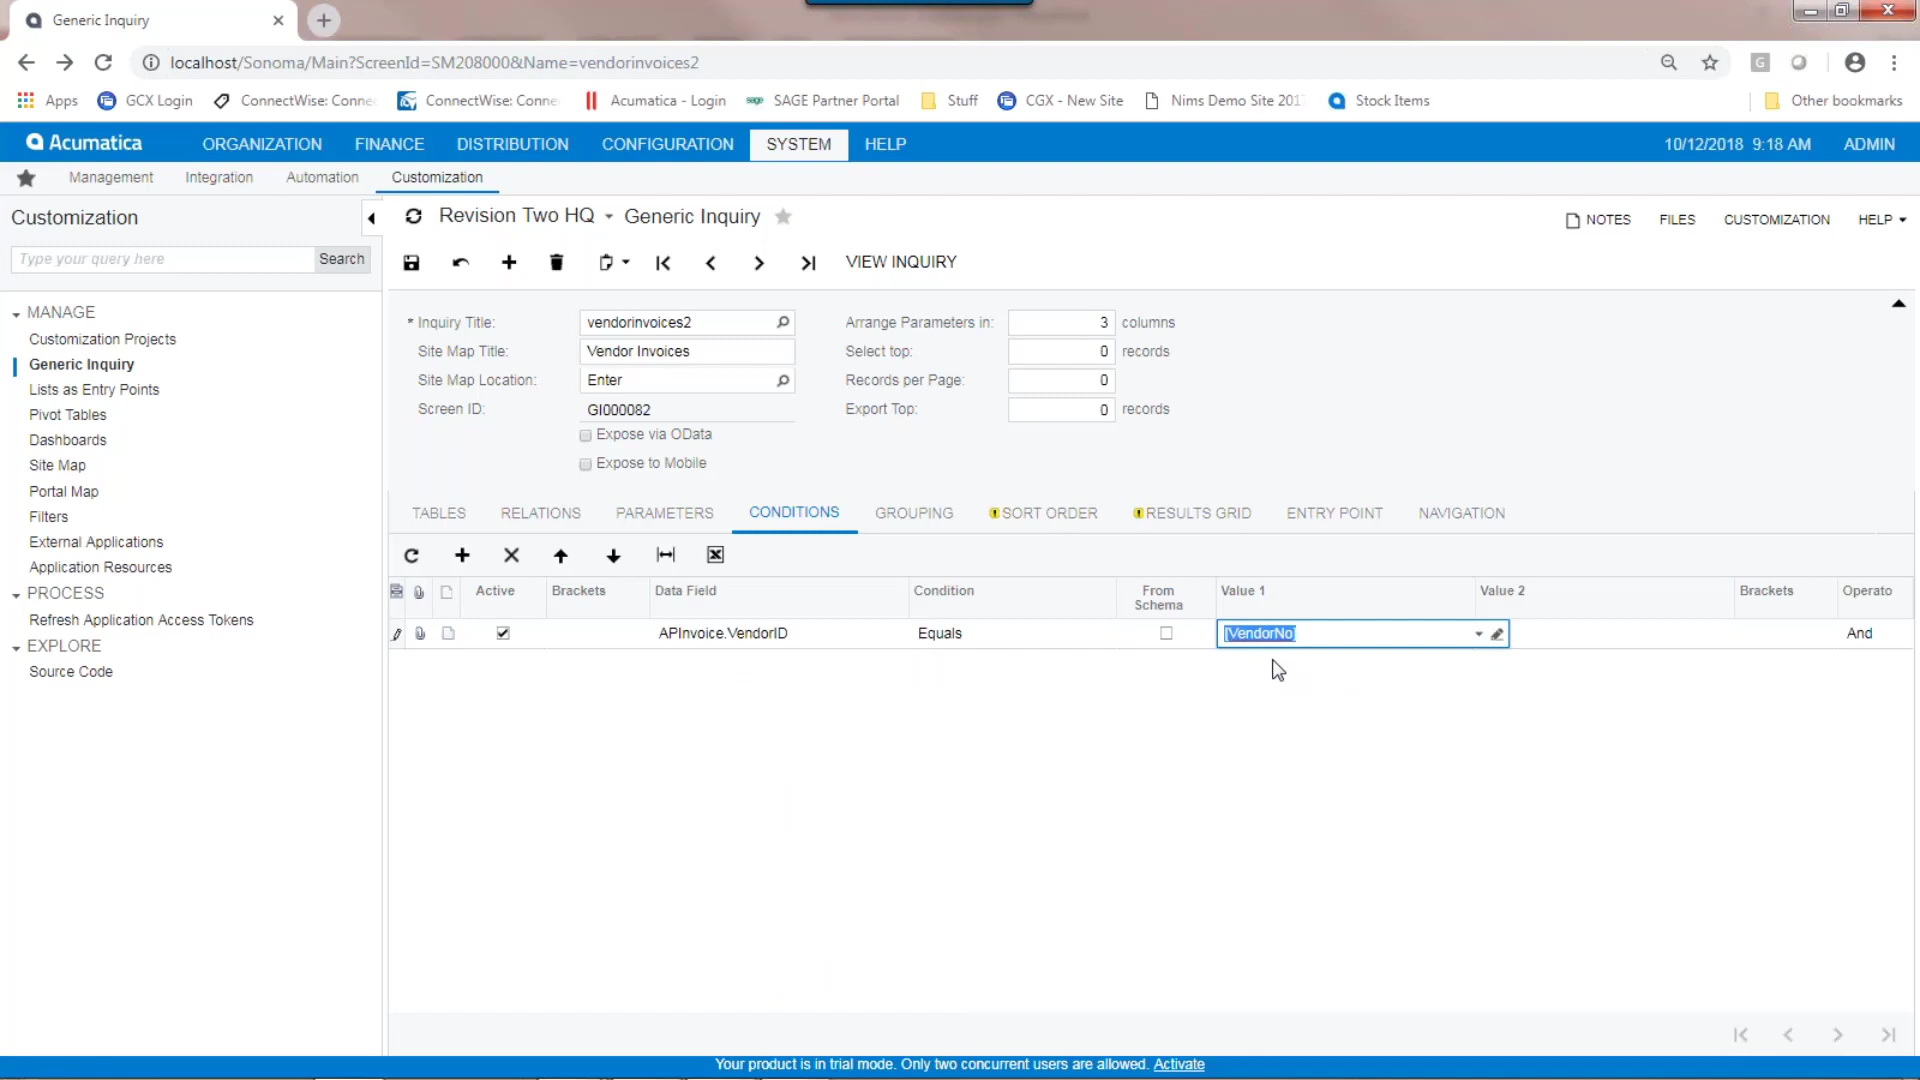 Generic Inquiry
localhost/Sonoma/Main?ScreenId=SM208000&Name=vendorinvoices2
Apps
GCX Login
ConnectWise: Conne
ConnectWise: Conne
Acumatica - Login
SAGE Partner Portal
Stuff
CGX - New Site
Nims Demo Site 201
Stock Items
Other bookmarks
Acumatica
ORGANIZATION
FINANCE
DISTRIBUTION
CONFIGURATION
SYSTEM
HELP
10/12/2018 9:18 AM
ADMIN
Management
Integration
Automation
Customization
Customization
Revision Two HQ
Generic Inquiry
NOTES
FILES
CUSTOMIZATION
HELP
Type your query here
Search
VIEW INQUIRY
MANAGE
Customization Projects
Generic Inquiry
Lists as Entry Points
Pivot Tables
Dashboards
Site Map
Portal Map
Filters
External Applications
Application Resources
PROCESS
Refresh Application Access Tokens
EXPLORE
Source Code
* Inquiry Title: vendorinvoices2
Site Map Title: Vendor Invoices
Site Map Location: Enter
Screen ID: GI000082
Expose via OData
Expose to Mobile
Arrange Parameters in: 3 columns
Select top: 0 records
Records per Page: 0
Export Top: 0 records
TABLES
RELATIONS
PARAMETERS
CONDITIONS
GROUPING
SORT ORDER
RESULTS GRID
ENTRY POINT
NAVIGATION
Active
Brackets
Data Field
Condition
From Schema
Value 1
Value 2
Brackets
Operato
APInvoice.VendorID
Equals
[VendorNo]
And
Your product is in trial mode. Only two concurrent users are allowed. Activate